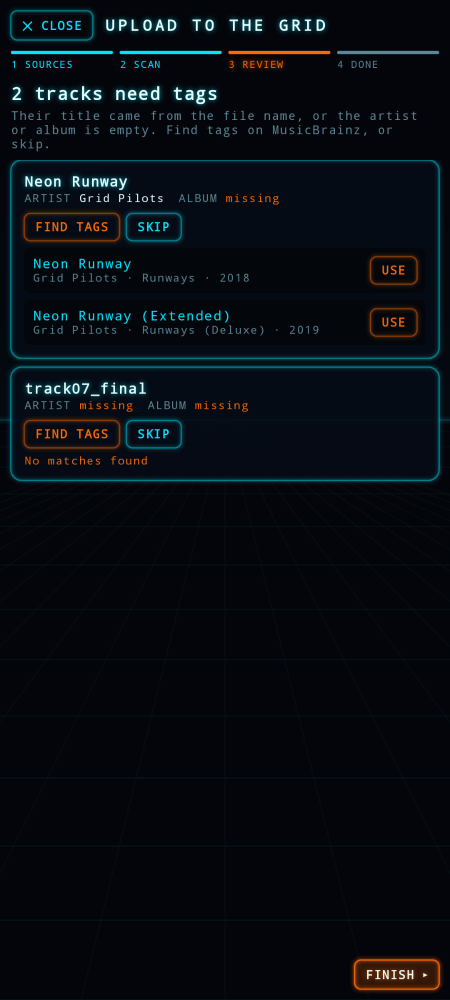 × CLOSE UPLOAD TO THE GRID
1 SOURCES 2 SCAN 3 REVIEW 4 DONE
2 tracks need tags
Their title came from the file name, or the artist
or album is empty. Find tags on MusicBrainz, or
skip.
Neon Runway
ARTIST Grid Pilots ALBUM missing
FIND TAGS SKIP
Neon Runway
Grid Pilots · Runways · 2018
USE
Neon Runway (Extended)
Grid Pilots · Runways (Deluxe) · 2019
USE
track07_final
ARTIST missing ALBUM missing
FIND TAGS SKIP
No matches found
FINISH ▸